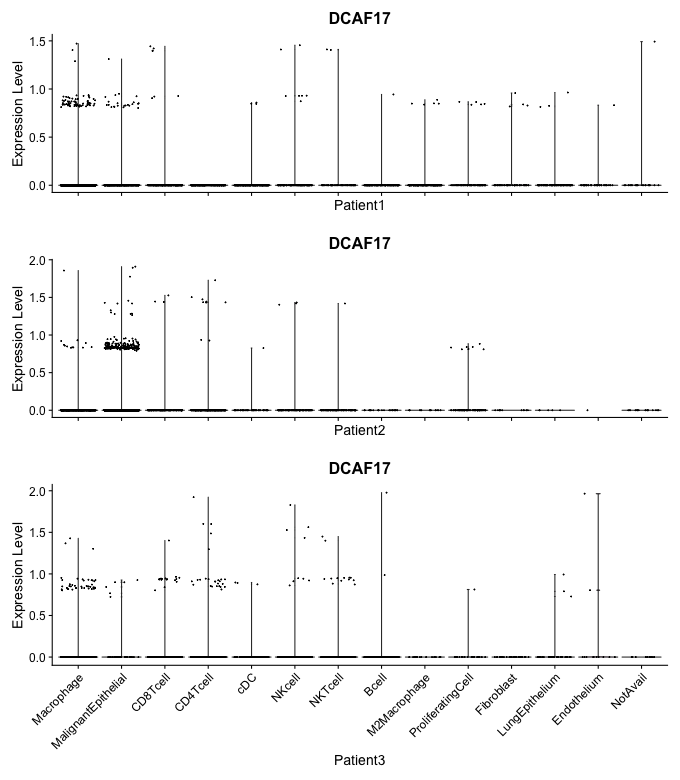 DCAF17
Expression Level
1.5
1.0
0.5
0.0
Patient1
DCAF17
Expression Level
2.0
1.5
1.0
0.5
0.0
Patient2
DCAF17
Expression Level
2.0
1.5
1.0
0.5
0.0
Macrophage
MalignantEpithelial
CD8Tcell
CD4Tcell
cDC
NKcell
NKTcell
Bcell
M2Macrophage
ProliferatingCell
Fibroblast
LungEpithelium
Endothelium
NotAvail
Patient3